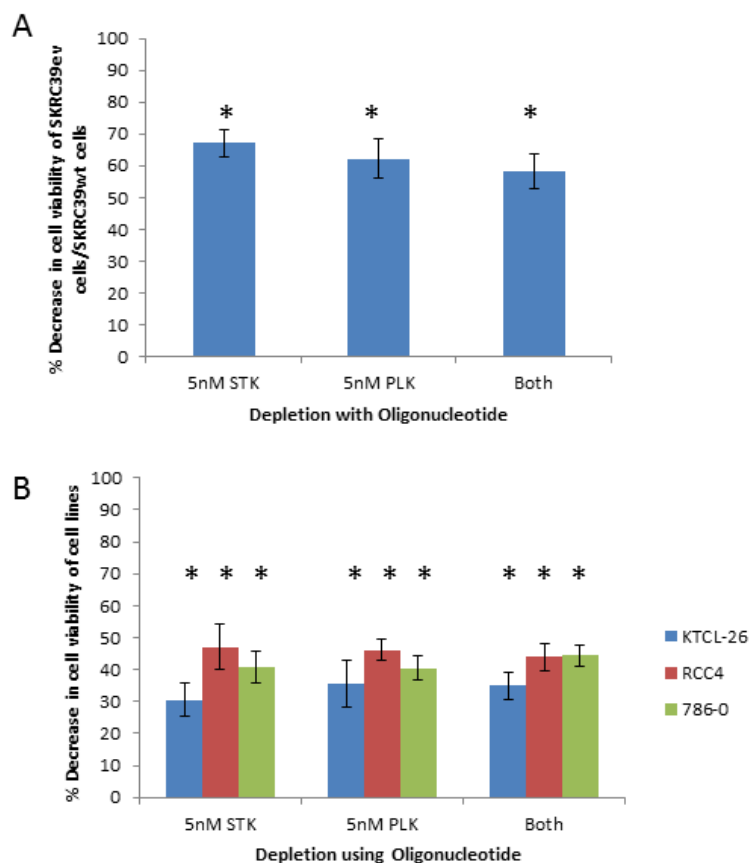 A
% Decrease in cell viability of SKRC39ev
cells/SKRC39wt cells
100
90
80
70
60
50
40
30
20
10
0
*
*
*
5nM STK
5nM PLK
Both
Depletion with Oligonucleotide
B
% Decrease in cell viability of cell lines
100
90
80
70
60
50
40
30
20
10
0
* * *
* * *
* * *
5nM STK
5nM PLK
Both
Depletion using Oligonucleotide
KTCL-26
RCC4
786-0